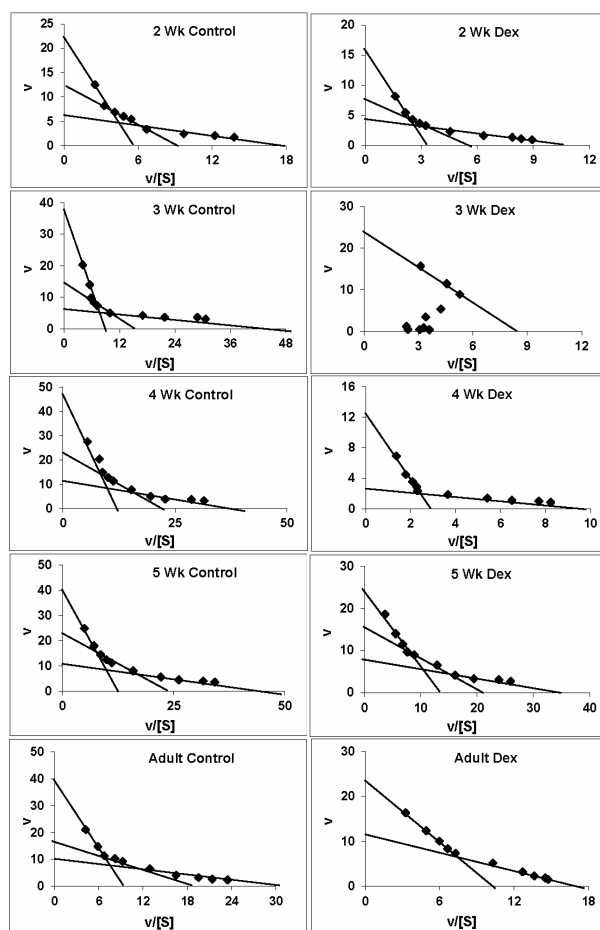 2 Wk Control
v
25
20
15
10
5
0
0 6 12 18
v/[S]
2 Wk Dex
v
20
15
10
5
0
0 3 6 9 12
v/[S]
3 Wk Control
v
40
30
20
10
0
0 12 24 36 48
v/[S]
3 Wk Dex
v
30
20
10
0
0 3 6 9 12
v/[S]
4 Wk Control
v
50
40
30
20
10
0
0 25 50
v/[S]
4 Wk Dex
v
16
12
8
4
0
0 2 4 6 8 10
v/[S]
5 Wk Control
v
50
40
30
20
10
0
0 25 50
v/[S]
5 Wk Dex
v
30
20
10
0
0 10 20 30 40
v/[S]
Adult Control
v
50
40
30
20
10
0
0 6 12 18 24 30
v/[S]
Adult Dex
v
30
20
10
0
0 6 12 18
v/[S]